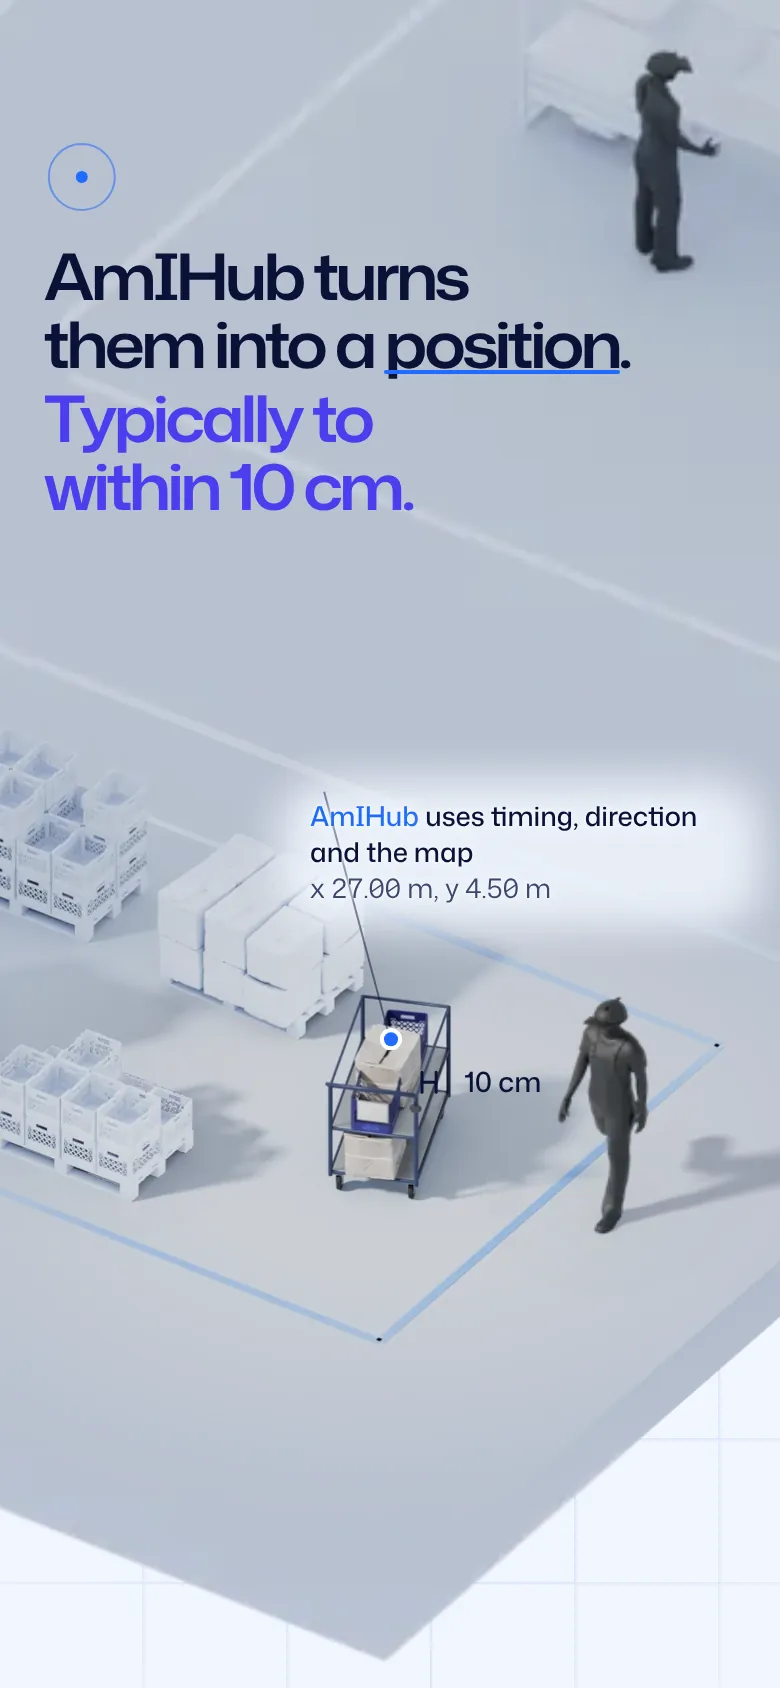 AmIHub turns
them into a position.
Typically to
within 10 cm.
AmIHub uses timing, direction
and the map
x 27.00 m, y 4.50 m
10 cm